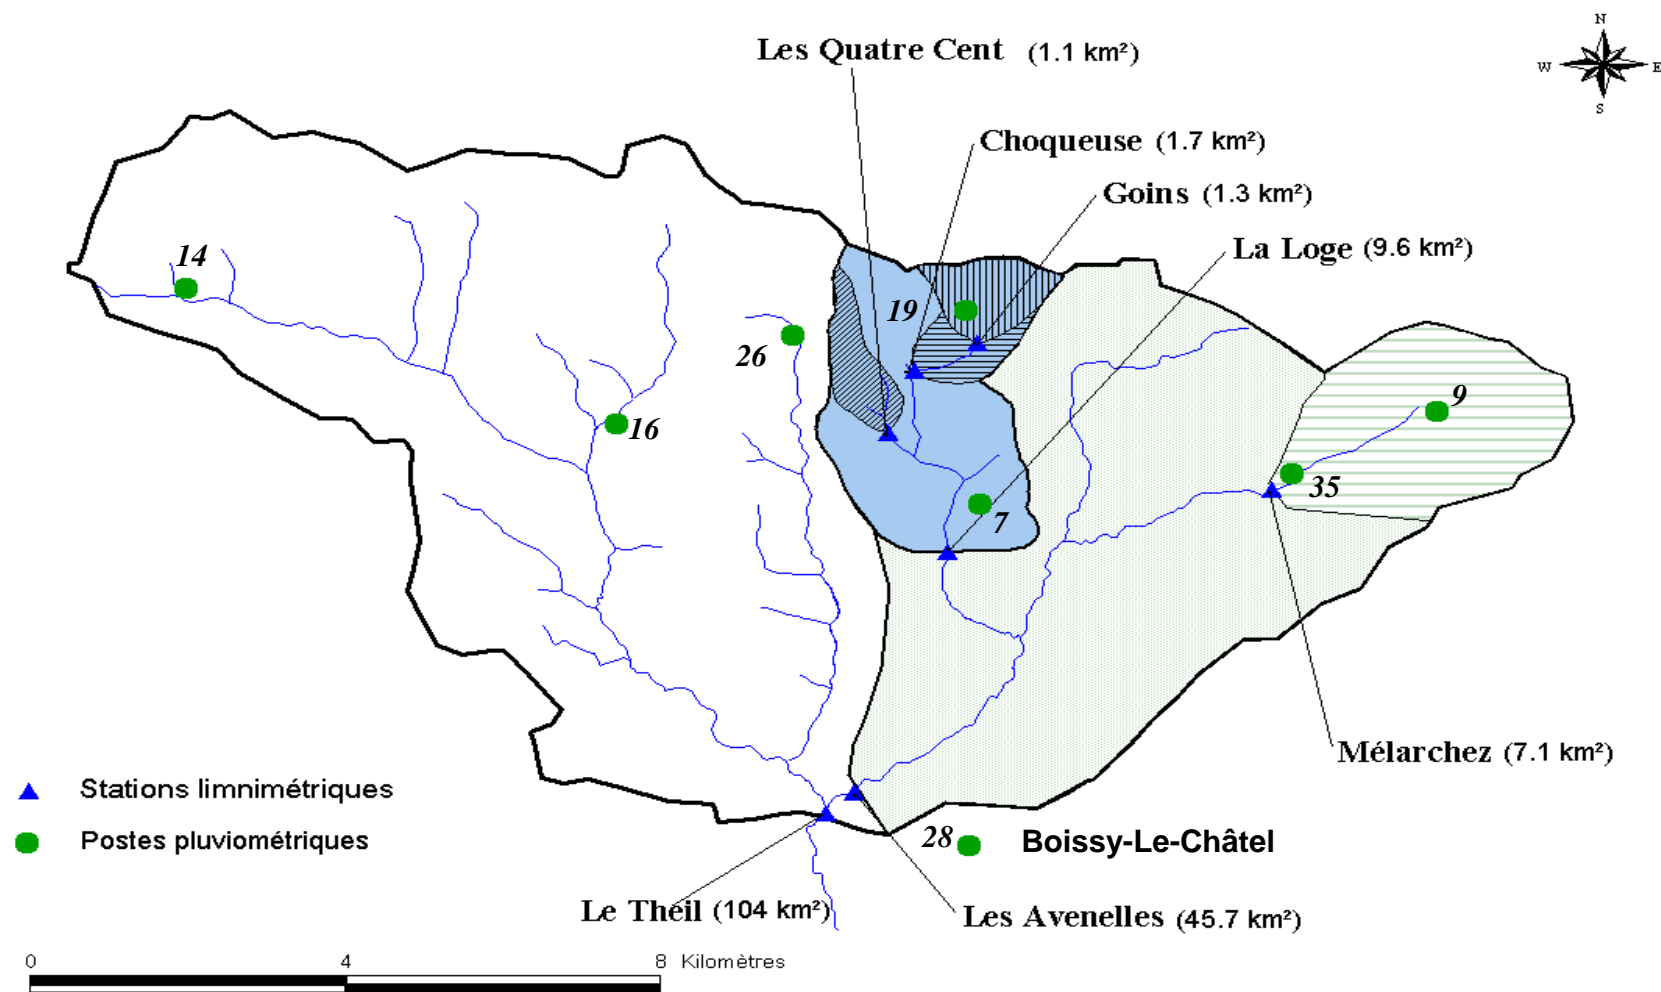 N
W
E
S
Les Quatre Cent (1.1 km²)
Choqueuse (1.7 km²)
Goins (1.3 km²)
La Loge (9.6 km²)
14
19
26
16
9
35
7
Mélarchez (7.1 km²)
Stations limnimétriques
Postes pluviométriques
28
Boissy-Le-Châtel
Le Theil (104 km²)
Les Avenelles (45.7 km²)
0 4 8 Kilomètres